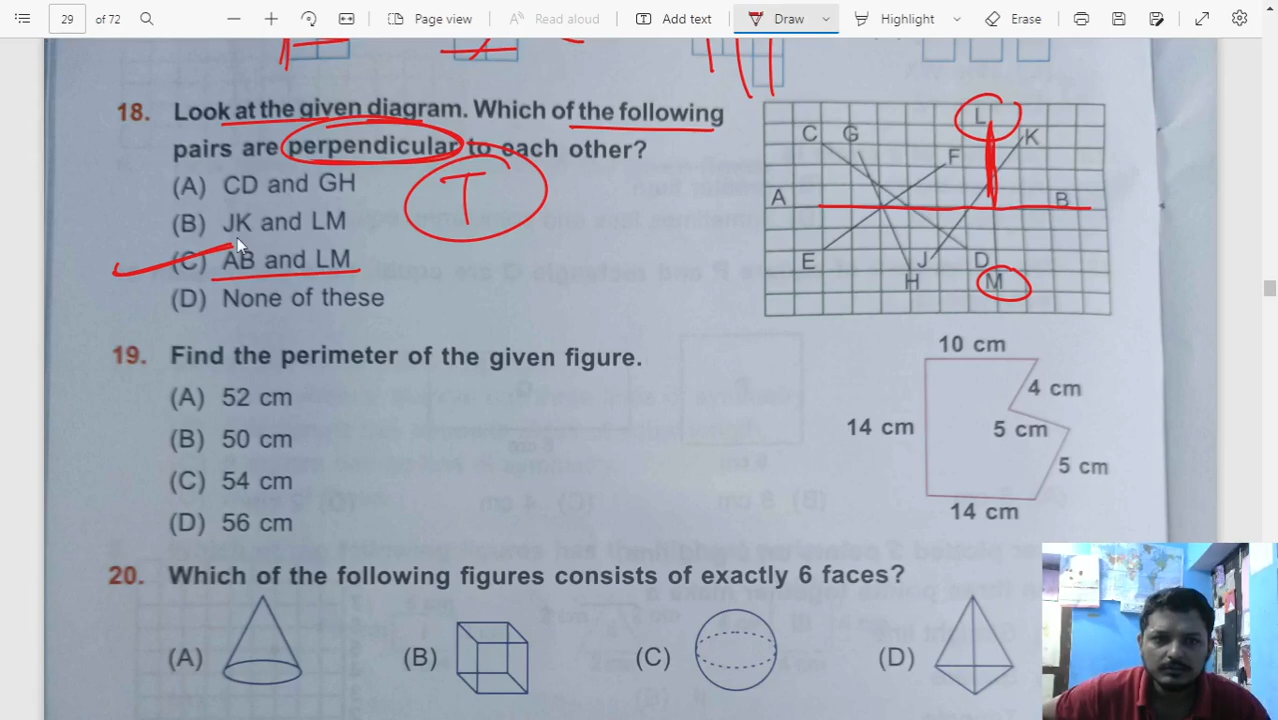 29 of 72
Page view
Read aloud
Add text
Draw
Highlight
Erase
18. Look at the given diagram. Which of the following
pairs are perpendicular to each other?
(A) CD and GH
(B) JK and LM
(C) AB and LM
(D) None of these
L
C G K
F
A B
E J D
H M
19. Find the perimeter of the given figure.
(A) 52 cm
(B) 50 cm
(C) 54 cm
(D) 56 cm
10 cm
4 cm
14 cm 5 cm
5 cm
14 cm
20. Which of the following figures consists of exactly 6 faces?
(A) (B) (C) (D)